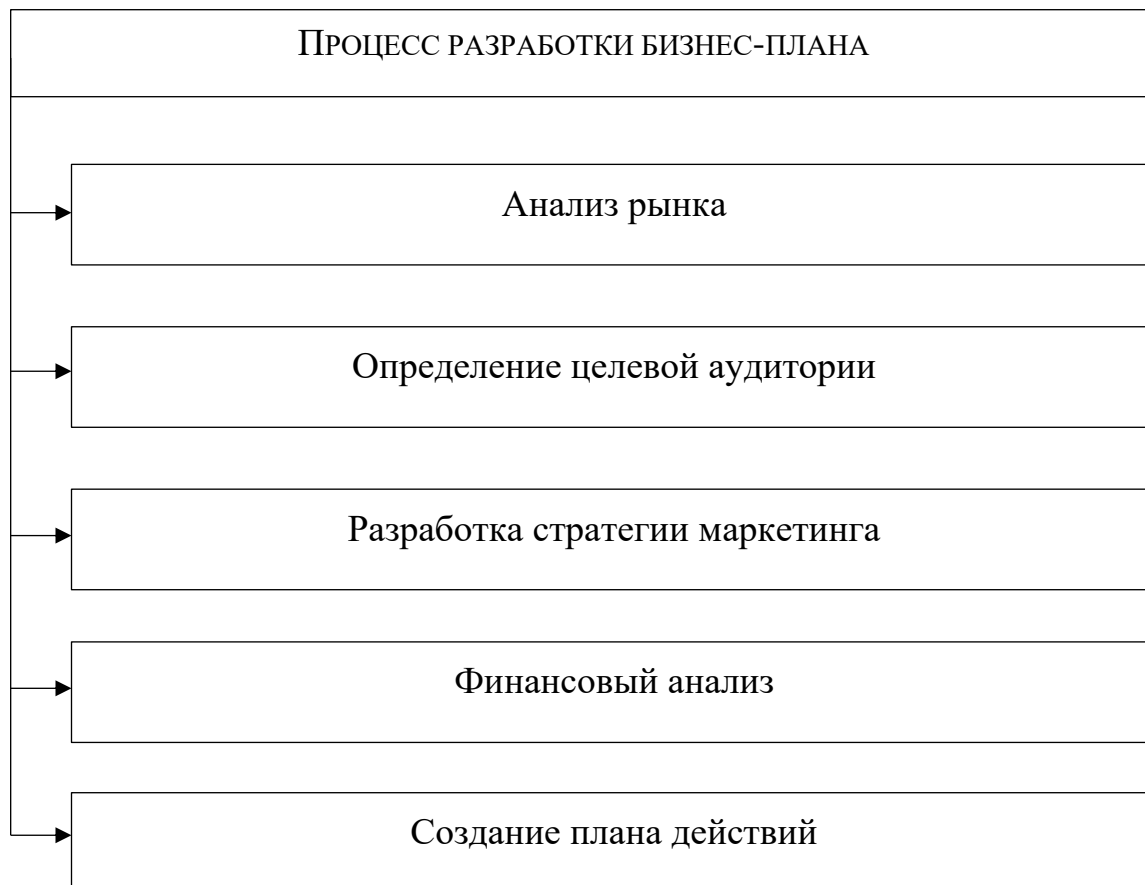 ПРОЦЕСС РАЗРАБОТКИ БИЗНЕС-ПЛАНА
Анализ рынка
Определение целевой аудитории
Разработка стратегии маркетинга
Финансовый анализ
Создание плана действий